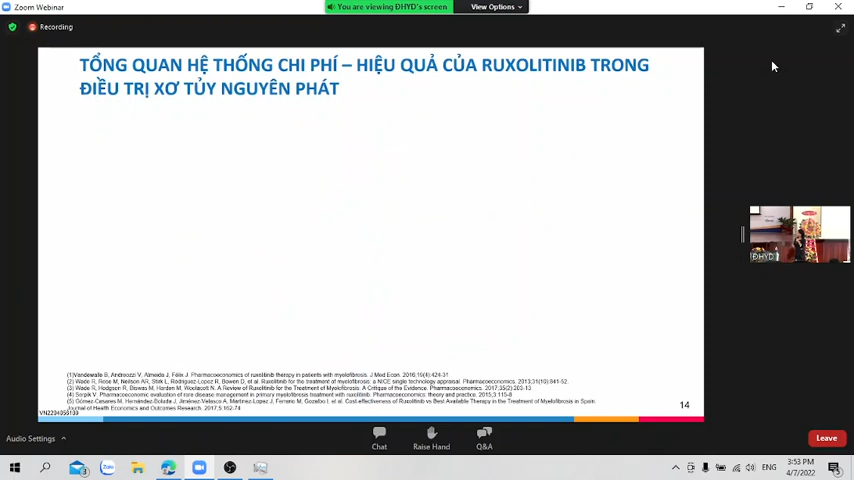 Zoom Webinar
You are viewing ĐHYD's screen
View Options
Recording
TỔNG QUAN HỆ THỐNG CHI PHÍ – HIỆU QUẢ CỦA RUXOLITINIB TRONG
ĐIỀU TRỊ XƠ TỦY NGUYÊN PHÁT
ĐHYD
(1)Vandewalle B, Andreozzi V, Almeida J, Félix J. Pharmacoeconomics of ruxolitinib therapy in patients with myelofibrosis. J Med Econ. 2016;19(4):424-31
(2) Wade R, Rose M, Neilson AR, Stirk L, Rodriguez-Lopez R, Bowen D, et al. Ruxolitinib for the treatment of myelofibrosis: a NICE single technology appraisal. Pharmacoeconomics. 2013;31(10):841-52.
(3) Wade R, Hodgson R, Biswas M, Harden M, Woolacott N. A Review of Ruxolitinib for the Treatment of Myelofibrosis: A Critique of the Evidence. Pharmacoeconomics. 2017;35(2):203-13
(4) Serpik V. Pharmacoeconomic evaluation of rare disease management in primary myelofibrosis treatment with ruxolitinib. Pharmacoeconomics: theory and practice. 2015;3:115-8
(5) Gómez-Casares M, Hernández-Boluda J, Jiménez-Velasco A, Martínez-Lopez J, Ferrario M, Gozalbo I, et al. Cost-effectiveness of Ruxolitinib vs Best Available Therapy in the Treatment of Myelofibrosis in Spain.
Journal of Health Economics and Outcomes Research. 2017;5:162-74
VN2204056199
14
Audio Settings
Chat
Raise Hand
Q&A
Leave
3
Zalo
ENG
3:53 PM
4/7/2022